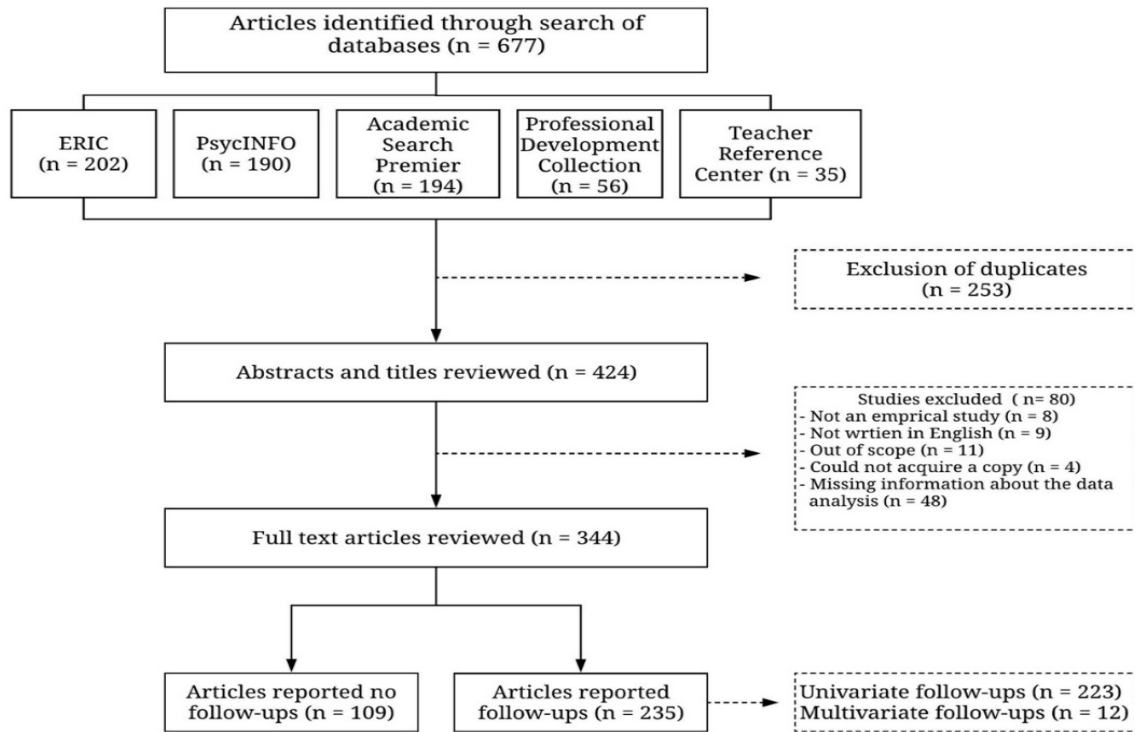 Articles identified through search of
databases (n = 677)
ERIC
(n = 202)
PsycINFO
(n = 190)
Academic
Search
Premier
(n = 194)
Professional
Development
Collection
(n = 56)
Teacher
Reference
Center (n = 35)
Exclusion of duplicates
(n = 253)
Abstracts and titles reviewed (n = 424)
Studies excluded ( n= 80)
- Not an emprical study (n = 8)
- Not wrtien in English (n = 9)
- Out of scope (n = 11)
- Could not acquire a copy (n = 4)
- Missing information about the data
analysis (n = 48)
Full text articles reviewed (n = 344)
Articles reported no
follow-ups (n = 109)
Articles reported
follow-ups (n = 235)
Univariate follow-ups (n = 223)
Multivariate follow-ups (n = 12)